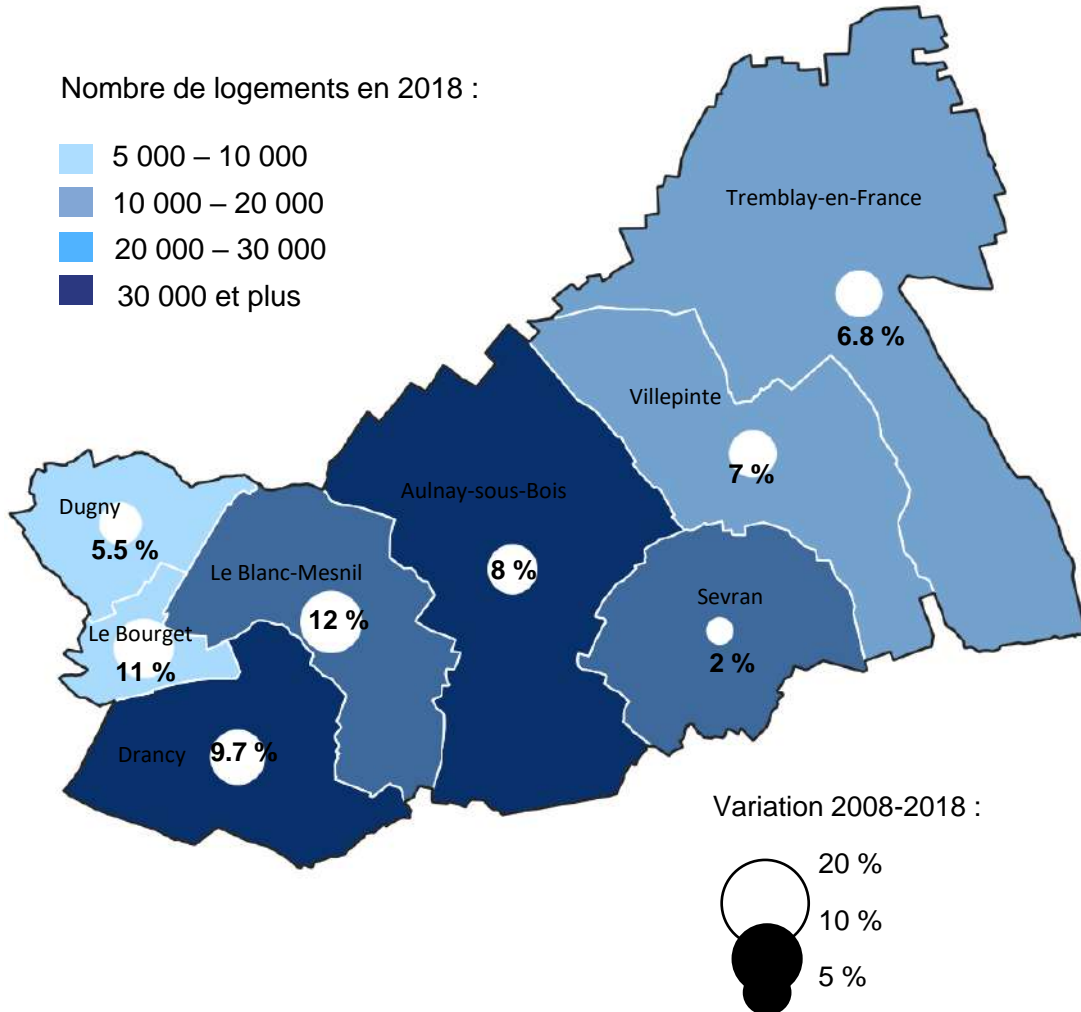 Nombre de logements en 2018 :
5 000 – 10 000
10 000 – 20 000
20 000 – 30 000
30 000 et plus
Tremblay-en-France
6.8 %
Villepinte
7 %
Aulnay-sous-Bois
8 %
Dugny
5.5 %
Le Blanc-Mesnil
12 %
Sevran
2 %
Le Bourget
11 %
Drancy
9.7 %
Variation 2008-2018 :
20 %
10 %
5 %